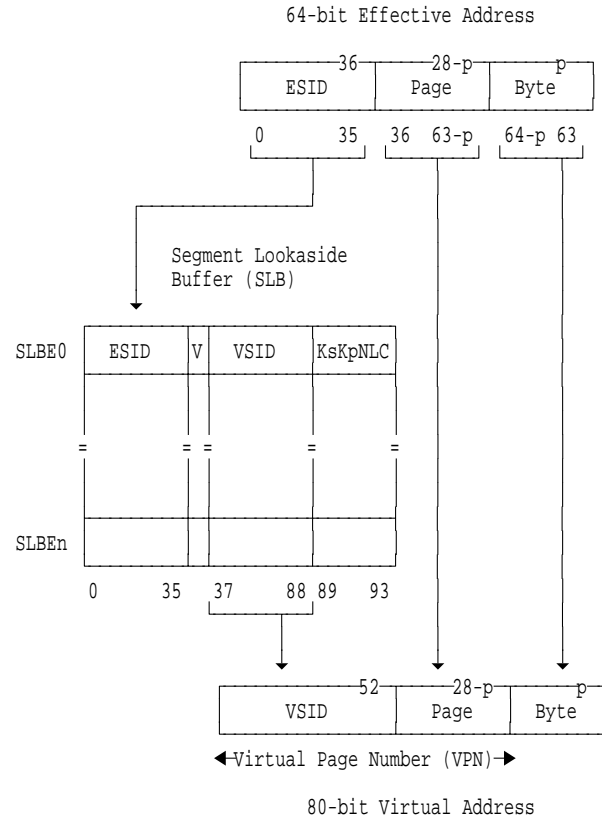 64-bit Effective Address
36 28-p p
ESID Page Byte
0 35 36 63-p 64-p 63
Segment Lookaside
Buffer (SLB)
SLBE0 ESID V VSID KsKpNLC
= = = = =
SLBEn
0 35 37 88 89 93
52 28-p p
VSID Page Byte
Virtual Page Number (VPN)
80-bit Virtual Address